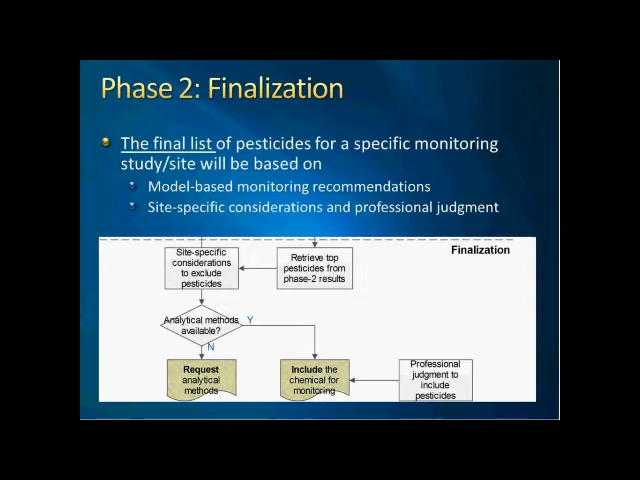 Phase 2: Finalization
The final list of pesticides for a specific monitoring
study/site will be based on
Model-based monitoring recommendations
Site-specific considerations and professional judgment
Finalization
Site-specific
considerations
to exclude
pesticides
Retrieve top
pesticides from
phase-2 results
Analytical methods
available?
Y
N
Request
analytical
methods
Include the
chemical for
monitoring
Professional
judgment to
include
pesticides